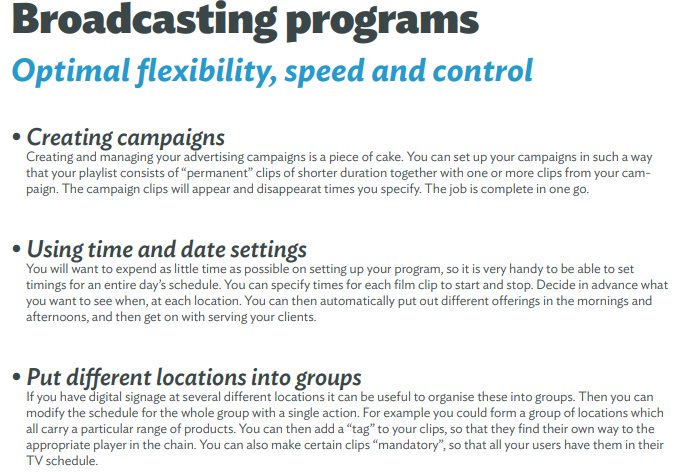 Broadcasting programs
Optimal flexibility, speed and control
• Creating campaigns
Creating and managing your advertising campaigns is a piece of cake. You can set up your campaigns in such a way
that your playlist consists of “permanent” clips of shorter duration together with one or more clips from your cam-
paign. The campaign clips will appear and disappearat times you specify. The job is complete in one go.
• Using time and date settings
You will want to expend as little time as possible on setting up your program, so it is very handy to be able to set
timings for an entire day’s schedule. You can specify times for each film clip to start and stop. Decide in advance what
you want to see when, at each location. You can then automatically put out different offerings in the mornings and
afternoons, and then get on with serving your clients.
• Put different locations into groups
If you have digital signage at several different locations it can be useful to organise these into groups. Then you can
modify the schedule for the whole group with a single action. For example you could form a group of locations which
all carry a particular range of products. You can then add a “tag” to your clips, so that they find their own way to the
appropriate player in the chain. You can also make certain clips “mandatory”, so that all your users have them in their
TV schedule.